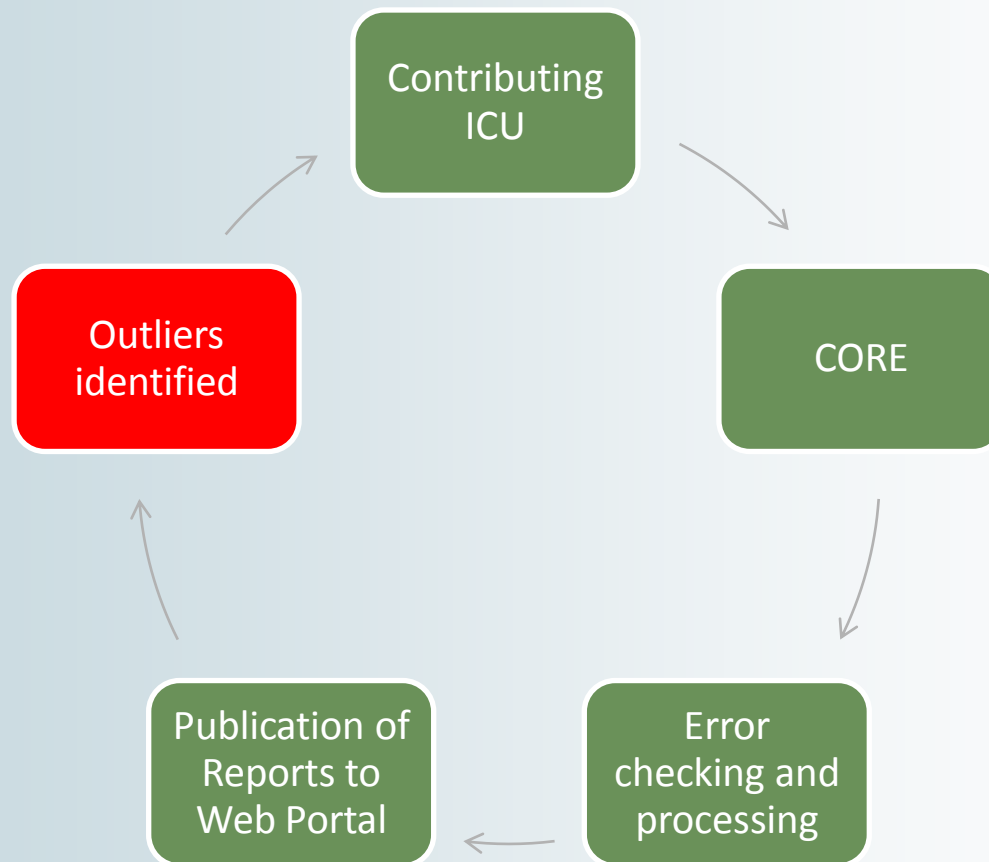 Contributing
ICU
CORE
Error
checking and
processing
Publication of
Reports to
Web Portal
Outliers
identified